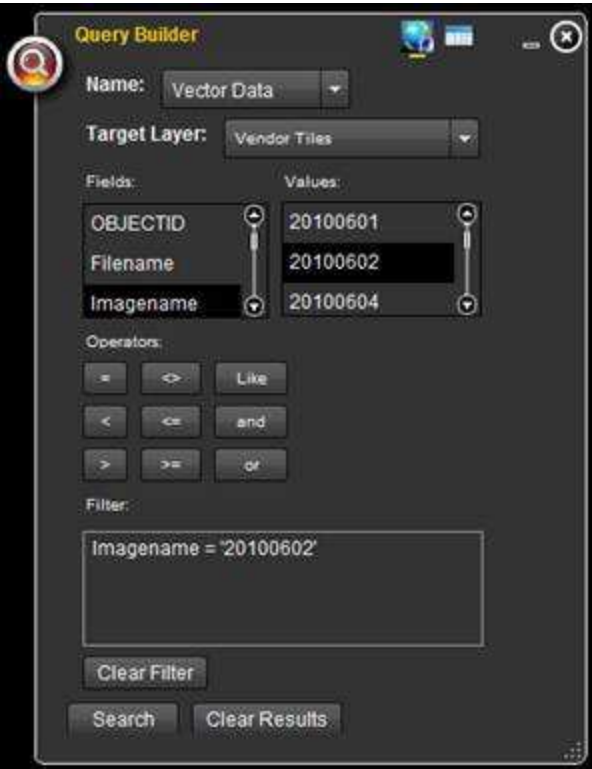 Query Builder
Name: Vector Data
Target Layer: Vendor Tiles
Fields: Values:
OBJECTID 20100601
Filename 20100602
Imagename 20100604
Operators:
= <> Like
< <= and
> >= or
Filter:
Imagename = '20100602'
Clear Filter
Search Clear Results